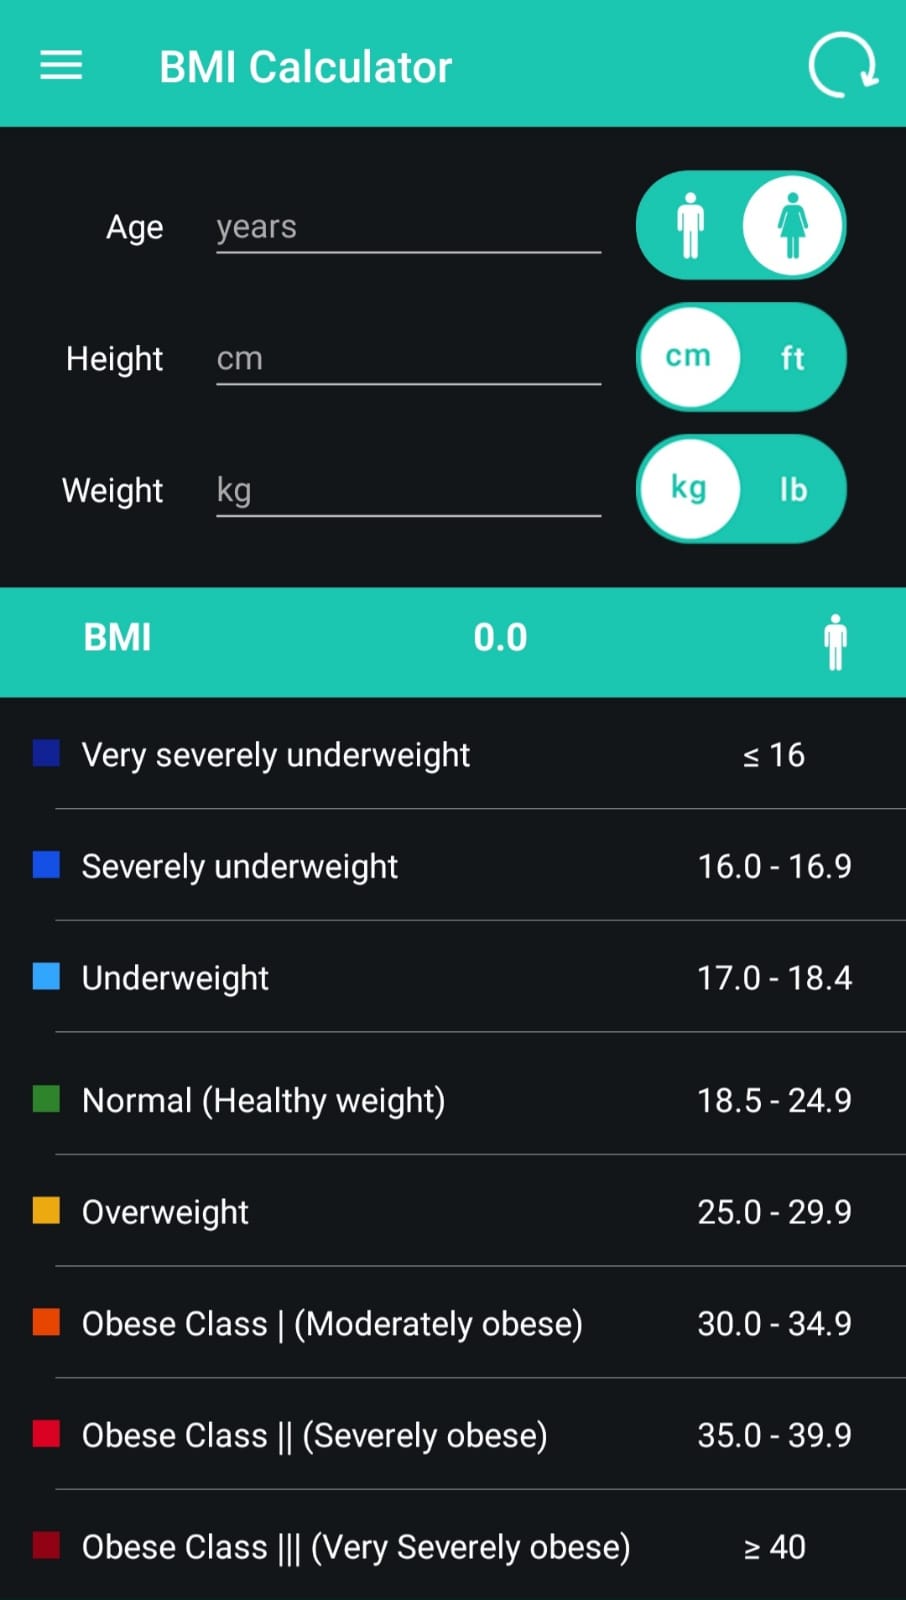 BMI Calculator
Age years
Height cm cm ft
Weight kg kg lb
BMI 0.0
Very severely underweight ≤ 16
Severely underweight 16.0 - 16.9
Underweight 17.0 - 18.4
Normal (Healthy weight) 18.5 - 24.9
Overweight 25.0 - 29.9
Obese Class | (Moderately obese) 30.0 - 34.9
Obese Class || (Severely obese) 35.0 - 39.9
Obese Class ||| (Very Severely obese) ≥ 40